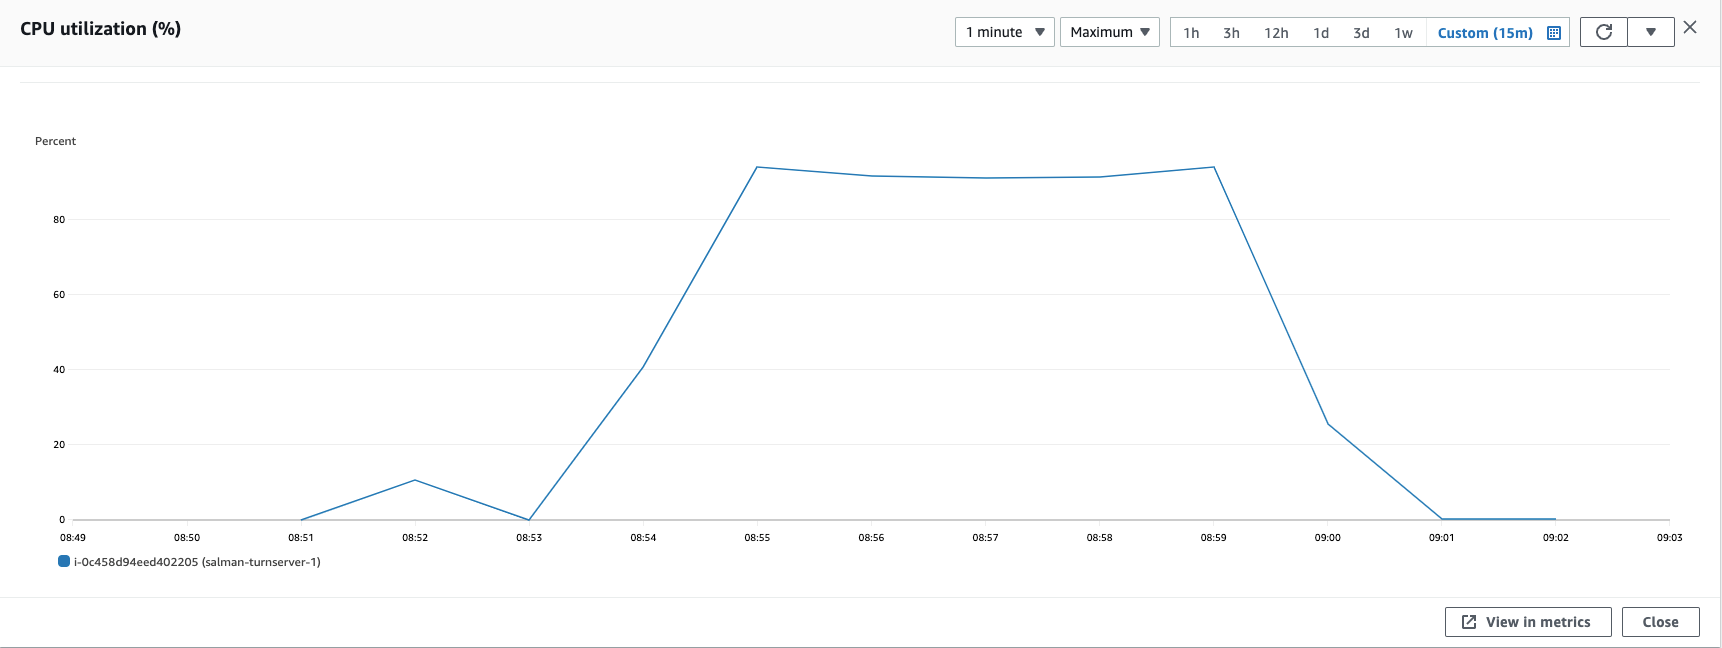 CPU utilization (%)
1 minute
Maximum
1h 3h 12h 1d 3d 1w Custom (15m)
Percent
80
60
40
20
0
08:49 08:50 08:51 08:52 08:53 08:54 08:55 08:56 08:57 08:58 08:59 09:00 09:01 09:02 09:03
i-0c458d94eed402205 (salman-turnserver-1)
View in metrics
Close